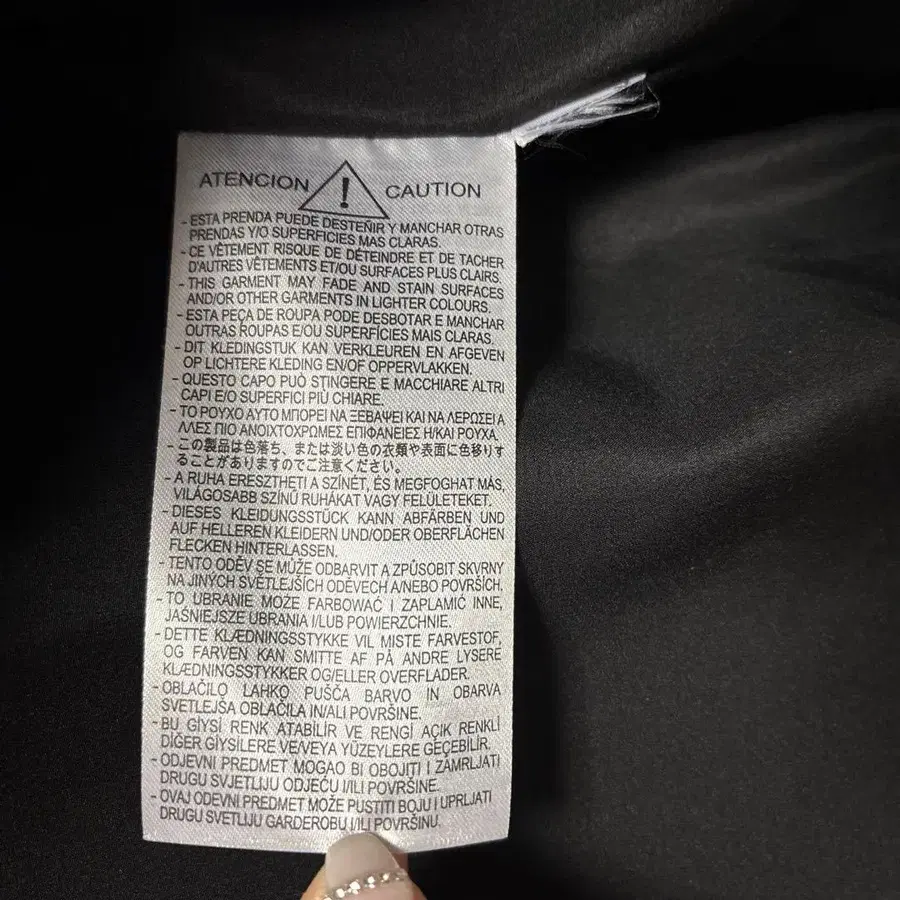 ATENCION ! CAUTION
- ESTA PRENDA PUEDE DESTEÑIR Y MANCHAR OTRAS
PRENDAS Y/O SUPERFICIES MAS CLARAS.
- CE VÊTEMENT RISQUE DE DÉTEINDRE ET DE TACHER
D'AUTRES VÊTEMENTS ET/OU SURFACES PLUS CLAIRS.
- THIS GARMENT MAY FADE AND STAIN SURFACES
AND/OR OTHER GARMENTS IN LIGHTER COLOURS.
- ESTA PEÇA DE ROUPA PODE DESBOTAR E MANCHAR
OUTRAS ROUPAS E/OU SUPERFÍCIES MAIS CLARAS.
- DIT KLEDINGSTUK KAN VERKLEUREN EN AFGEVEN
OP LICHTERE KLEDING EN/OF OPPERVLAKKEN.
- QUESTO CAPO PUÒ STINGERE E MACCHIARE ALTRI
CAPI E/O SUPERFICI PIÙ CHIARE.
- ΤΟ ΡΟΥΧΟ ΑΥΤΟ ΜΠΟΡΕΙ ΝΑ ΞΕΒΑΨΕΙ ΚΑΙ ΝΑ ΛΕΡΩΣΕΙ Α
ΛΛΕΣ ΠΙΟ ΑΝΟΙΧΤΟΧΡΩΜΕΣ ΕΠΙΦΑΝΕΙΕΣ Η/ΚΑΙ ΡΟΥΧΑ.
- この製品は色落ち、または淡い色の衣類や表面に色移りす
ることがありますのでご注意ください。
- A RUHA ERESZTHETI A SZÍNÉT, ÉS MEGFOGHAT MÁS,
VILÁGOSABB SZÍNŰ RUHÁKAT VAGY FELÜLETEKET.
- DIESES KLEIDUNGSSTÜCK KANN ABFÄRBEN UND
AUF HELLEREN KLEIDERN UND/ODER OBERFLÄCHEN
FLECKEN HINTERLASSEN.
- TENTO ODĚV SE MŮŽE ODBARVIT A ZPŮSOBIT SKVRNY
NA JINÝCH SVĚTLEJŠÍCH ODĚVECH A/NEBO POVRŠÍCH.
- TO UBRANIE MOŻE FARBOWAĆ I ZAPLAMIĆ INNE,
JAŚNIEJSZE UBRANIA I/LUB POWIERZCHNIE.
- DETTE KLÆDNINGSSTYKKE VIL MISTE FARVESTOF,
OG FARVEN KAN SMITTE AF PÅ ANDRE LYSERE
KLÆDNINGSSTYKKER OG/ELLER OVERFLADER.
- OBLAČILO LAHKO PUŠČA BARVO IN OBARVA
SVETLEJŠA OBLAČILA IN/ALI POVRŠINE.
- BU GİYSİ RENK ATABİLİR VE RENGİ AÇIK RENKLİ
DİĞER GİYSİLERE VE/VEYA YÜZEYLERE GEÇEBİLİR.
- ODJEVNI PREDMET MOGAO BI OBOJITI I ZAMRLJATI
DRUGU SVJETLIJU ODJEĆU I/ILI POVRŠINE.
- OVAJ ODEVNI PREDMET MOŽE PUSTITI BOJU I UPRLJATI
DRUGU SVETLIJU GARDEROBU I/ILI POVRŠINU.